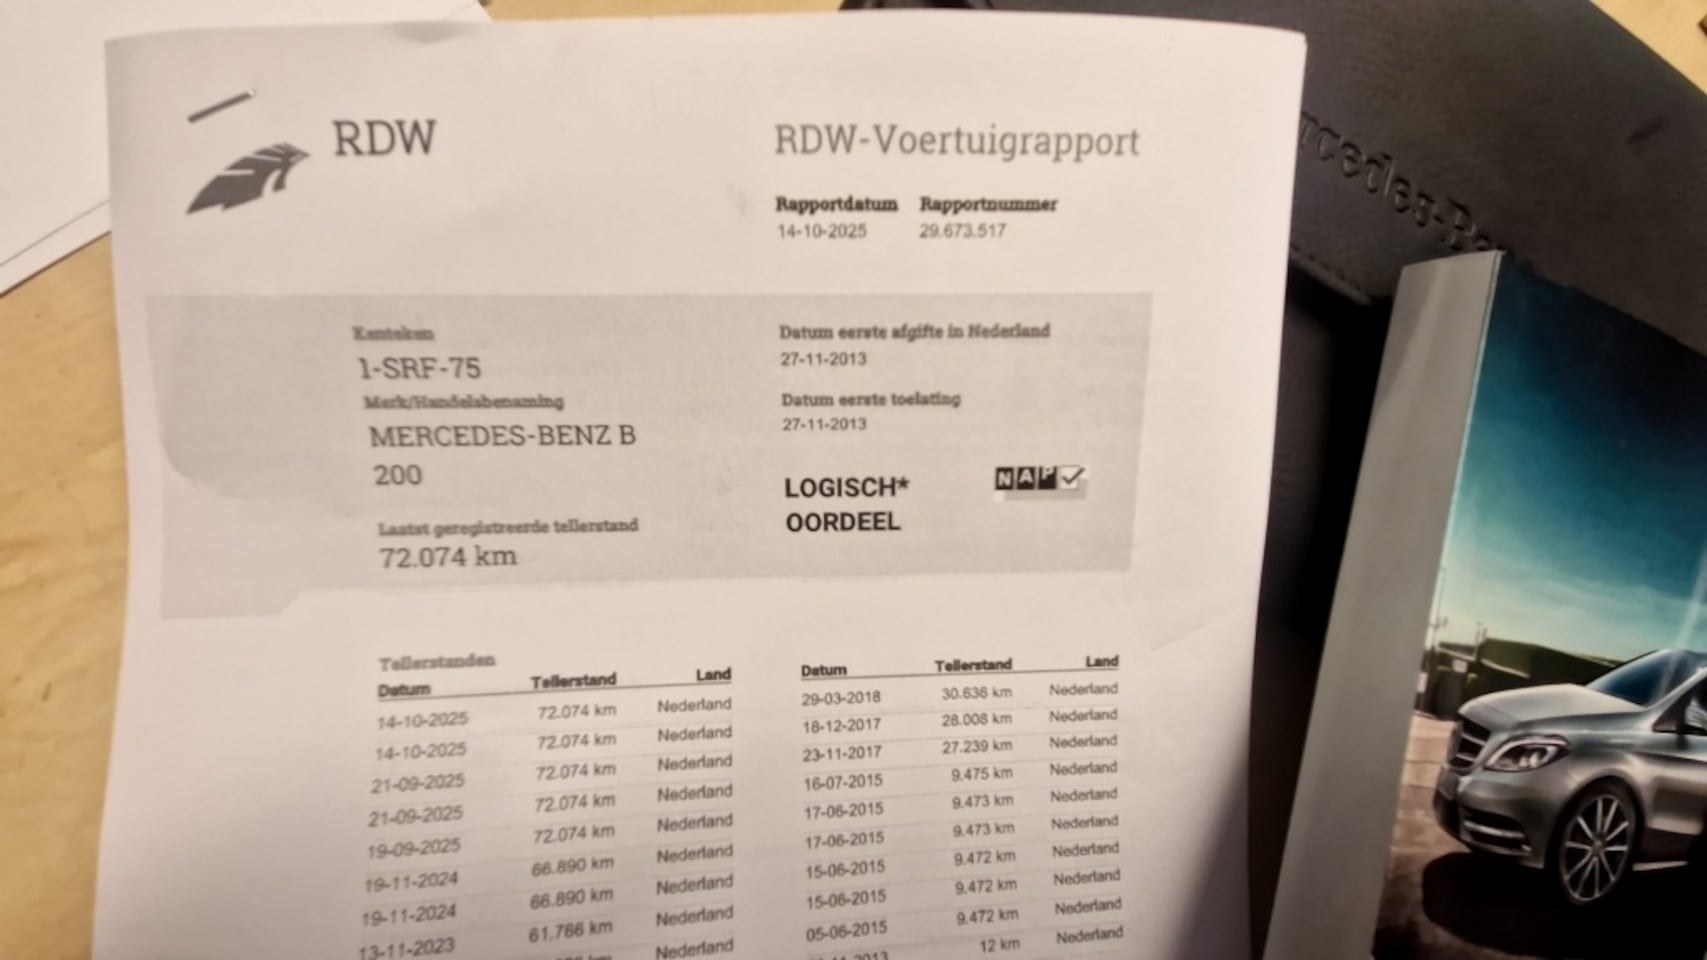 RDW
RDW-Voertuigrapport
Rapportdatum Rapportnummer
14-10-2025 29.673.517
Kenteken
1-SRF-75
Merk/Handelsbenaming
MERCEDES-BENZ B
200
Laatst geregistreerde tellerstand
72.074 km
Datum eerste afgifte in Nederland
27-11-2013
Datum eerste toelating
27-11-2013
LOGISCH*
OORDEEL
NAP
Tellerstanden
Datum Tellerstand Land
14-10-2025 72.074 km Nederland
14-10-2025 72.074 km Nederland
21-09-2025 72.074 km Nederland
21-09-2025 72.074 km Nederland
19-09-2025 72.074 km Nederland
19-11-2024 66.890 km Nederland
19-11-2024 66.890 km Nederland
13-11-2023 61.766 km Nederland
Nederland
Datum Tellerstand Land
29-03-2018 30.636 km Nederland
18-12-2017 28.008 km Nederland
23-11-2017 27.239 km Nederland
16-07-2015 9.475 km Nederland
17-06-2015 9.473 km Nederland
17-06-2015 9.473 km Nederland
15-06-2015 9.472 km Nederland
15-06-2015 9.472 km Nederland
05-06-2015 9.472 km Nederland
12 km Nederland